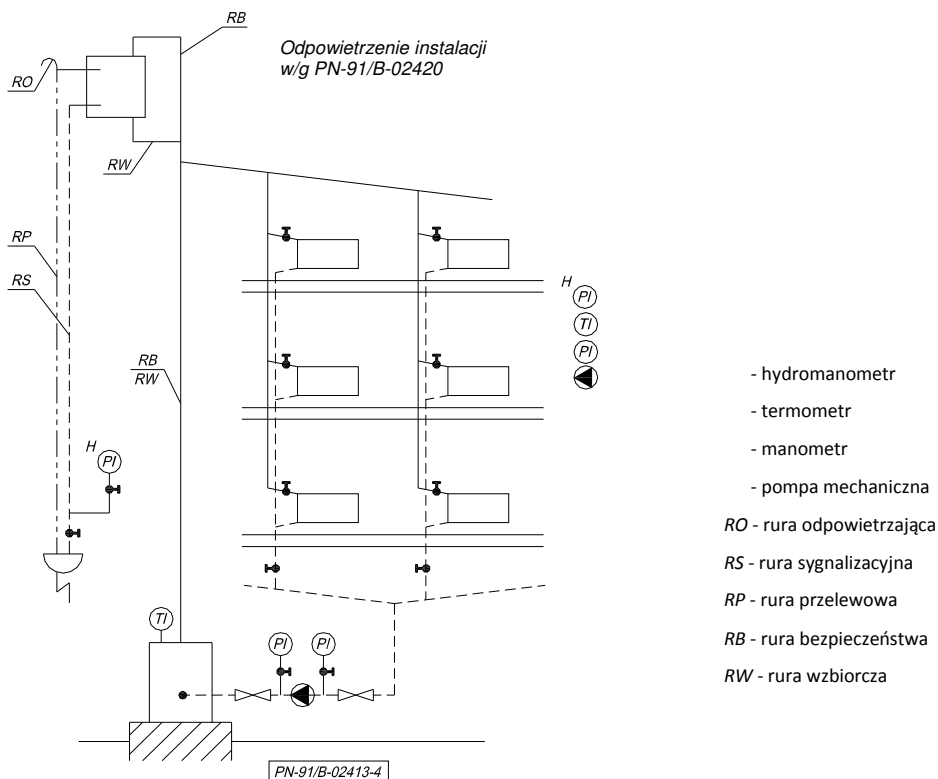 RB
Odpowietrzenie instalacji
w/g PN-91/B-02420
RO
RW
RP
RS
RB
RW
H
PI
TI
PI
H
PI
TI
PI
PI
PN-91/B-02413-4
- hydromanometr
- termometr
- manometr
- pompa mechaniczna
RO - rura odpowietrzająca
RS - rura sygnalizacyjna
RP - rura przelewowa
RB - rura bezpieczeństwa
RW - rura wzbiorcza